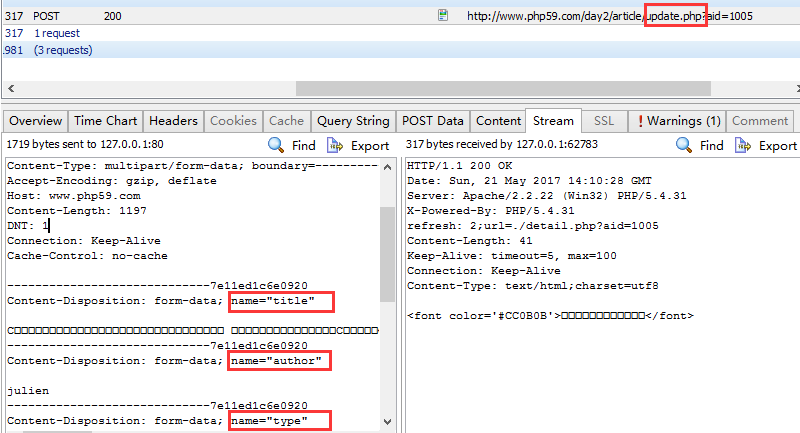 317 POST 200 http://www.php59.com/day2/article/update.php?aid=1005
317 1 request
981 (3 requests)
Overview Time Chart Headers Cookies Cache Query String POST Data Content Stream SSL ! Warnings (1) Comment
1719 bytes sent to 127.0.0.1:80 Find Export
317 bytes received by 127.0.0.1:62783 Find Export
Content-Type: multipart/form-data; boundary=----------
Accept-Encoding: gzip, deflate
Host: www.php59.com
Content-Length: 1197
DNT: 1
Connection: Keep-Alive
Cache-Control: no-cache
-----------------------------7e11ed1c6e0920
Content-Disposition: form-data; name="title"
C□□□□□□□□□□□□□□□□□□□□□□□□□□□□□□ □□□□□□□□□□□□□□□C□□□□□
-----------------------------7e11ed1c6e0920
Content-Disposition: form-data; name="author"
julien
-----------------------------7e11ed1c6e0920
Content-Disposition: form-data; name="type"
HTTP/1.1 200 OK
Date: Sun, 21 May 2017 14:10:28 GMT
Server: Apache/2.2.22 (Win32) PHP/5.4.31
X-Powered-By: PHP/5.4.31
refresh: 2;url=./detail.php?aid=1005
Content-Length: 41
Keep-Alive: timeout=5, max=100
Connection: Keep-Alive
Content-Type: text/html;charset=utf8
<font color='#CC0B0B'>□□□□□□□□□□□□</font>